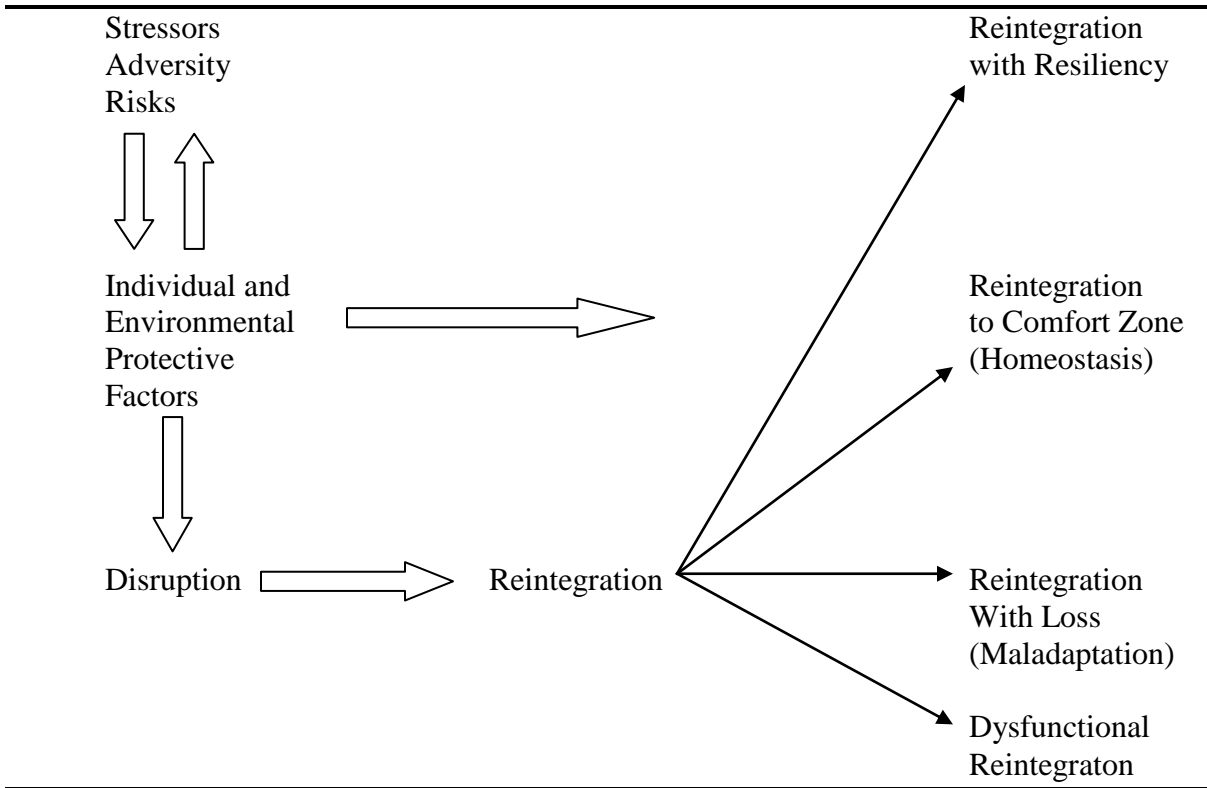 Stressors
Adversity
Risks
Reintegration
with Resiliency
Individual and
Environmental
Protective
Factors
Reintegration
to Comfort Zone
(Homeostasis)
Disruption
Reintegration
Reintegration
With Loss
(Maladaptation)
Dysfunctional
Reintegraton